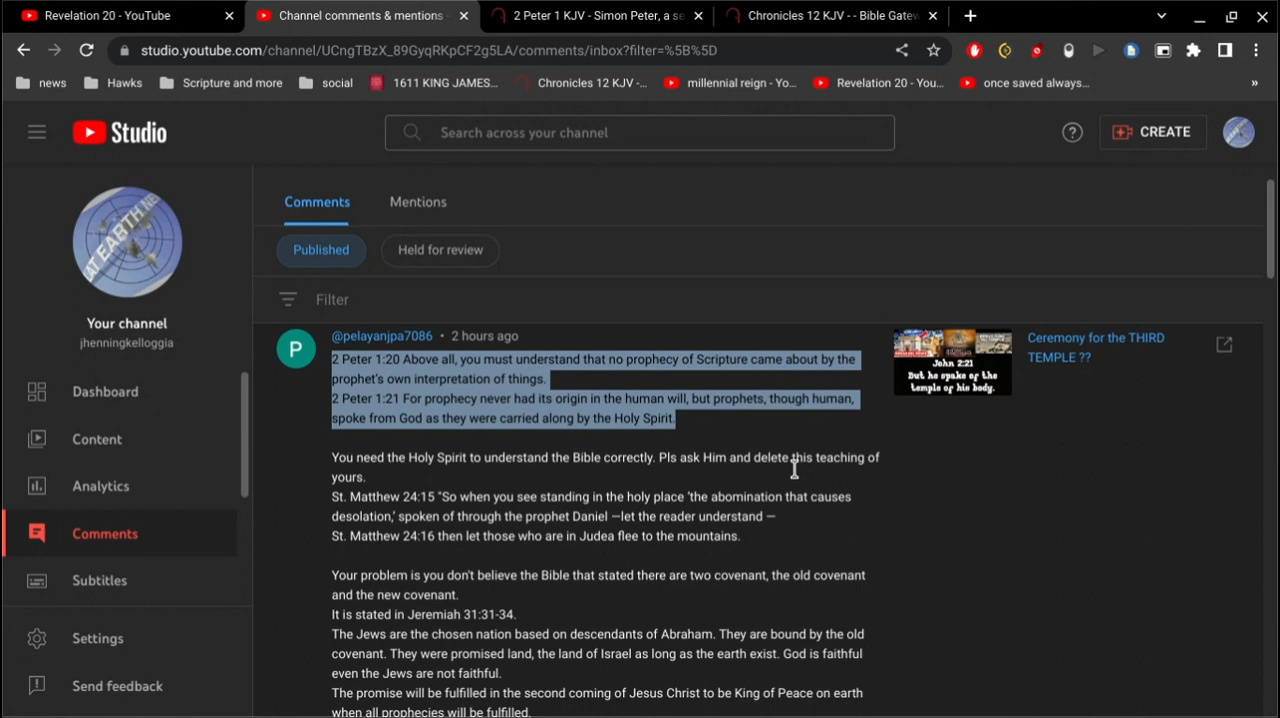 Revelation 20 - YouTube
Channel comments & mentions -
2 Peter 1 KJV - Simon Peter, a se
Chronicles 12 KJV - - Bible Gatew
studio.youtube.com/channel/UCngTBzX_89GyqRKpCF2g5LA/comments/inbox?filter=%5B%5D
news
Hawks
Scripture and more
social
1611 KING JAMES...
Chronicles 12 KJV -...
millennial reign - Yo...
Revelation 20 - You...
once saved always...
»
Studio
Search across your channel
CREATE
AT EARTH NE
Your channel
jhenningkelloggia
Dashboard
Content
Analytics
Comments
Subtitles
Settings
Send feedback
Comments
Mentions
Published
Held for review
Filter
P
@pelayanjpa7086 • 2 hours ago
2 Peter 1:20 Above all, you must understand that no prophecy of Scripture came about by the
prophet's own interpretation of things.
2 Peter 1:21 For prophecy never had its origin in the human will, but prophets, though human,
spoke from God as they were carried along by the Holy Spirit.
You need the Holy Spirit to understand the Bible correctly. Pls ask Him and delete this teaching of
yours.
St. Matthew 24:15 "So when you see standing in the holy place 'the abomination that causes
desolation,' spoken of through the prophet Daniel —let the reader understand —
St. Matthew 24:16 then let those who are in Judea flee to the mountains.
Your problem is you don't believe the Bible that stated there are two covenant, the old covenant
and the new covenant.
It is stated in Jeremiah 31:31-34.
The Jews are the chosen nation based on descendants of Abraham. They are bound by the old
covenant. They were promised land, the land of Israel as long as the earth exist. God is faithful
even the Jews are not faithful.
The promise will be fulfilled in the second coming of Jesus Christ to be King of Peace on earth
when all prophecies will be fulfilled.
John 2:21
But he spake of the
temple of his body.
Ceremony for the THIRD
TEMPLE ??